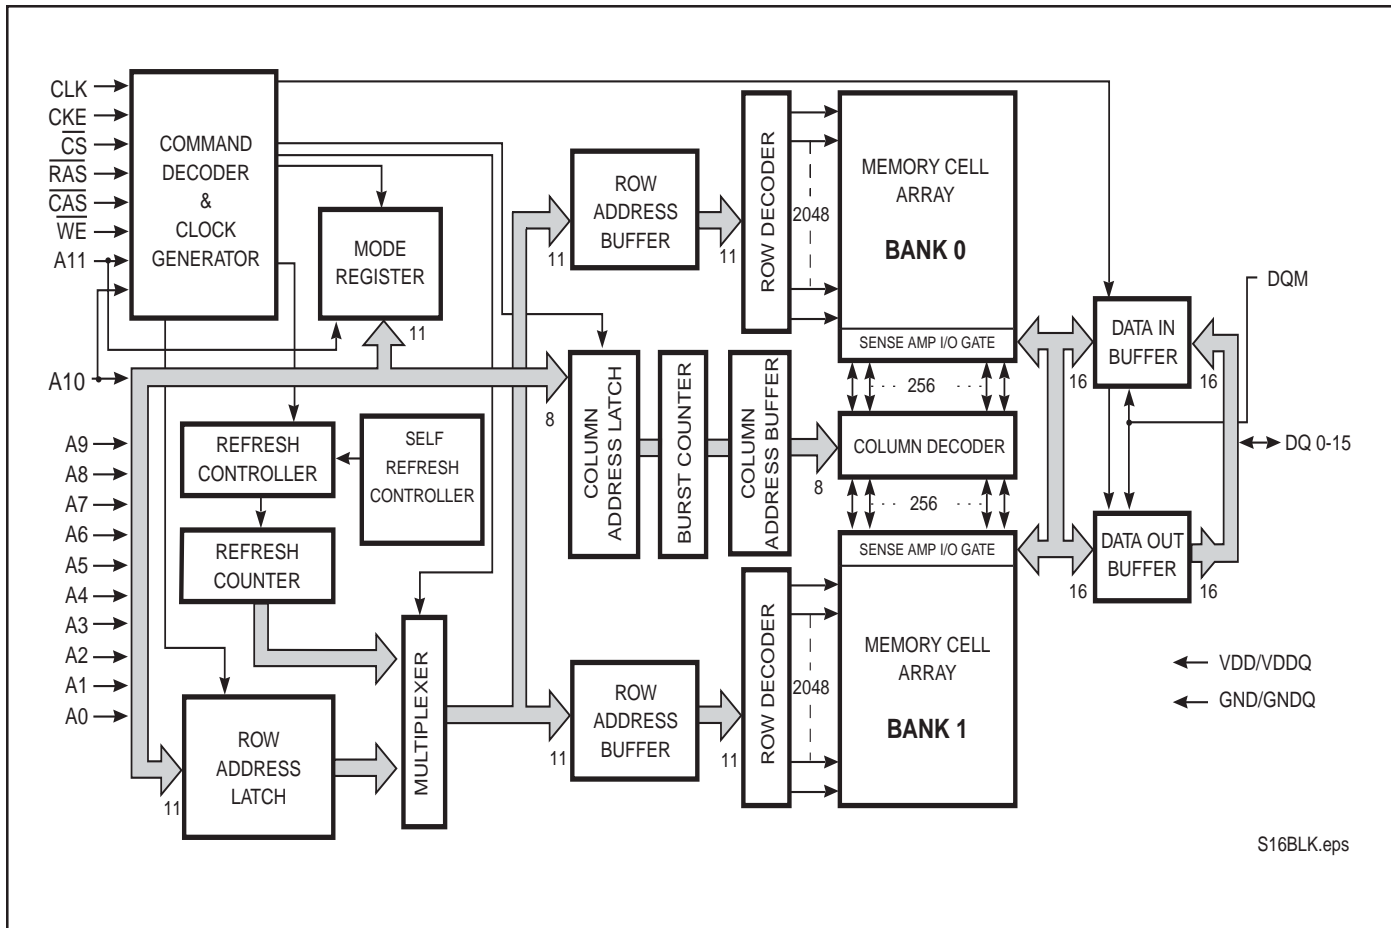 CLK
CKE
CS
RAS
CAS
WE
A11
A10
A9
A8
A7
A6
A5
A4
A3
A2
A1
A0
COMMAND
DECODER
&
CLOCK
GENERATOR
MODE
REGISTER
11
REFRESH
CONTROLLER
SELF
REFRESH
CONTROLLER
REFRESH
COUNTER
ROW
ADDRESS
LATCH
11
MULTIPLEXER
ROW
ADDRESS
BUFFER
11
11
ROW DECODER
2048
MEMORY CELL
ARRAY
BANK 0
SENSE AMP I/O GATE
256
8
COLUMN
ADDRESS LATCH
BURST COUNTER
COLUMN
ADDRESS BUFFER
8
COLUMN DECODER
256
SENSE AMP I/O GATE
MEMORY CELL
ARRAY
BANK 1
ROW
ADDRESS
BUFFER
11
11
ROW DECODER
2048
DATA IN
BUFFER
16
16
DATA OUT
BUFFER
16
16
DQM
DQ 0-15
VDD/VDDQ
GND/GNDQ
S16BLK.eps